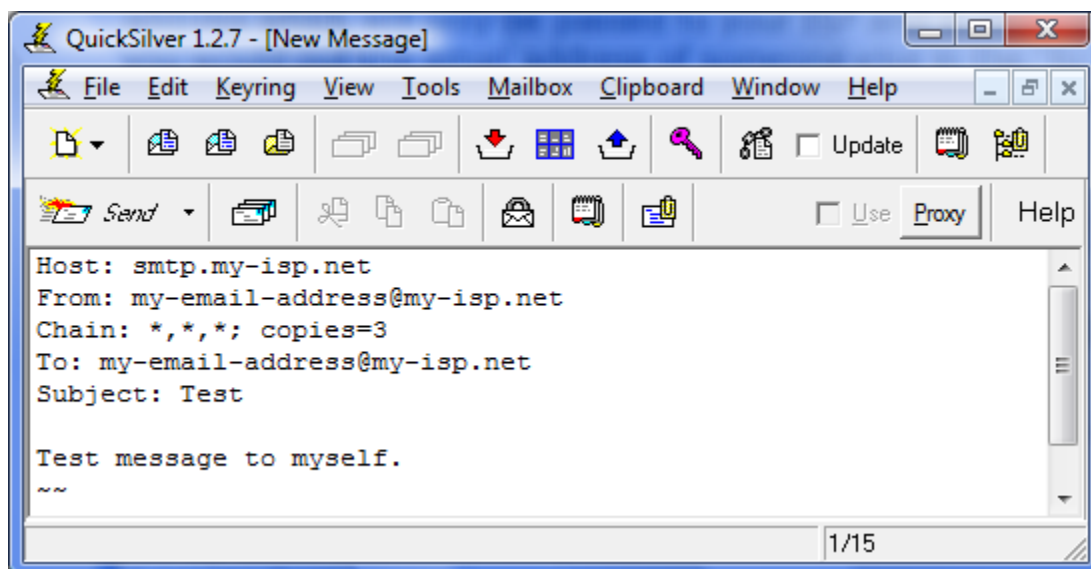 QuickSilver 1.2.7 - [New Message]
File Edit Keyring View Tools Mailbox Clipboard Window Help
Update
Send Use Proxy Help
Host: smtp.my-isp.net
From: my-email-address@my-isp.net
Chain: *,*,*; copies=3
To: my-email-address@my-isp.net
Subject: Test
Test message to myself.
~~
1/15